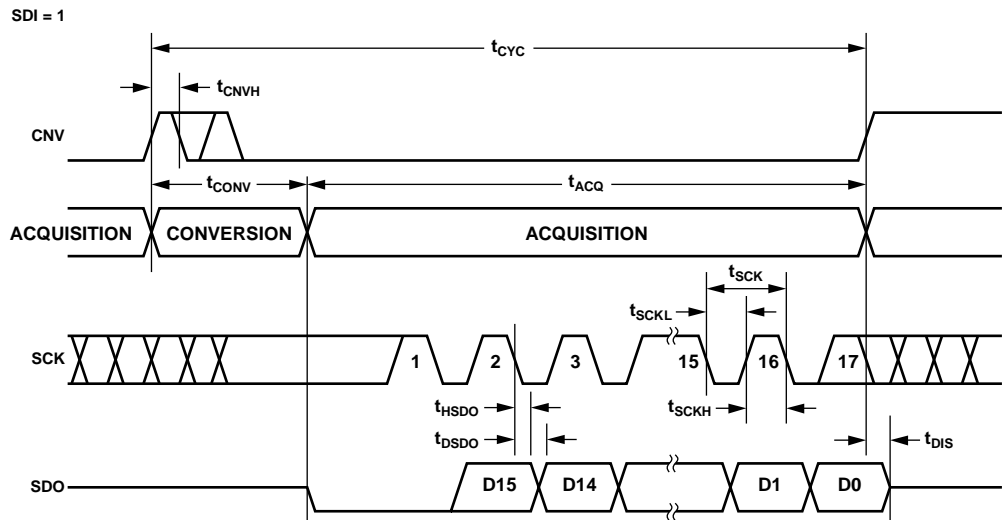 SDI = 1
tCYC
tCNVH
CNV
tCONV
tACQ
ACQUISITION CONVERSION ACQUISITION
tSCK
tSCKL
SCK 1 2 3 15 16 17
tHSDO
tSCKH
tDSDO
tDIS
SDO D15 D14 D1 D0